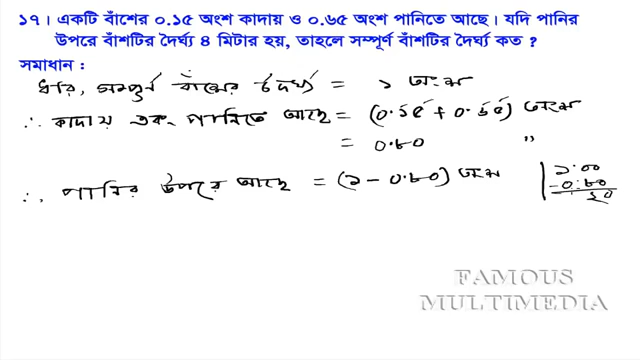 ১৭। একটি বাঁশের ০.১৫ অংশ কাদায় ও ০.৬৫ অংশ পানিতে আছে। যদি পানির
উপরে বাঁশটির দৈর্ঘ্য ৪ মিটার হয়, তাহলে সম্পূর্ণ বাঁশটির দৈর্ঘ্য কত ?
সমাধান :
ধরি, সম্পুর্ন বাঁশের দৈর্ঘ্য = ১ অংশ
∴ কাদায় এবং পানিতে আছে = (০.১৫ + ০.৬৫) অংশ
= ০.৮০ "
∴ পানির উপরে আছে = (১ - ০.৮০) অংশ
১.০০
-০.৮০
.২০
FAMOUS
MULTIMEDIA